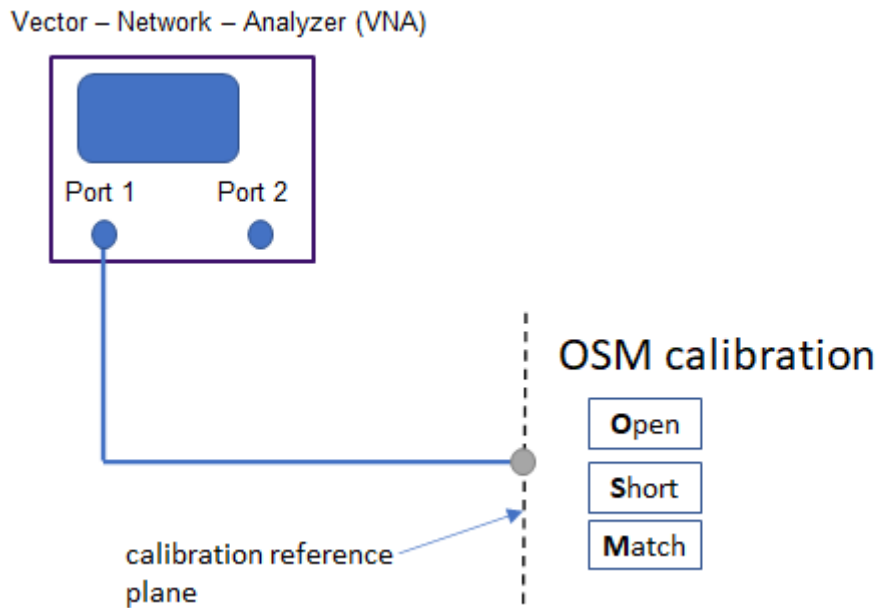 Vector – Network – Analyzer (VNA)
Port 1
Port 2
OSM calibration
Open
Short
Match
calibration reference
plane